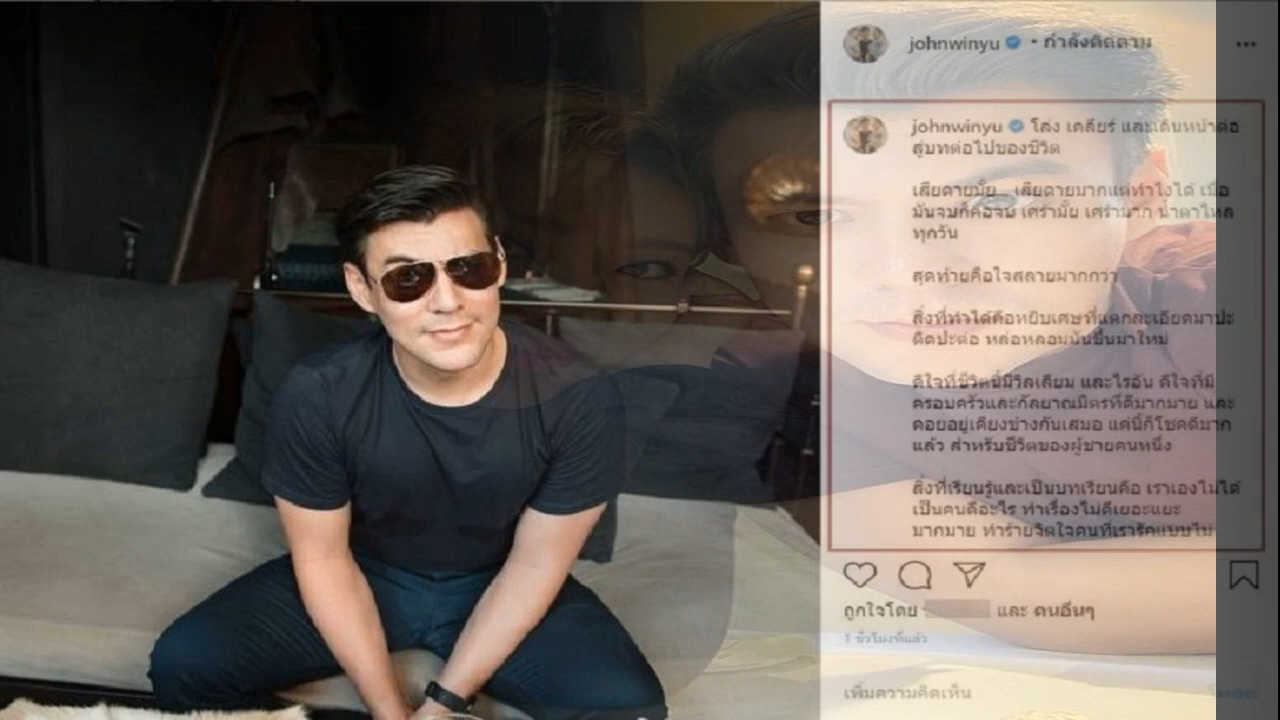 johnwinyu • กำลังติดตาม
johnwinyu โล่ง เคลียร์ และเดินหน้าต่อ
สู่บทต่อไปของชีวิต
เสียดายมั้ย.. เสียดายมากแต่ทำไงได้ เมื่อ
มันจบก็คือจบ เศร้ามั้ย เศร้ามาก น้ำตาไหล
ทุกวัน
สุดท้ายคือใจสลายมากกว่า
สิ่งที่ทำได้คือหยิบเศษที่แตกละเอียดมาปะ
ติดปะต่อ หล่อหลอมมันขึ้นมาใหม่
ดีใจที่ชีวิตนี้มีวิลเลียม และไรอัน ดีใจที่มี
ครอบครัวและกัลยาณมิตรที่ดีมากมาย และ
คอยอยู่เคียงข้างกันเสมอ แค่นี้ก็โชคดีมาก
แล้ว สำหรับชีวิตของผู้ชายคนหนึ่ง
สิ่งที่เรียนรู้และเป็นบทเรียนคือ เราเองไม่ได้
เป็นคนดีอะไร ทำเรื่องไม่ดีเยอะแยะ
มากมาย ทำร้ายจิตใจคนที่เรารักแบบไม่
ถูกใจโดย และ คนอื่นๆ
1 ชั่วโมงที่แล้ว
เพิ่มความคิดเห็น